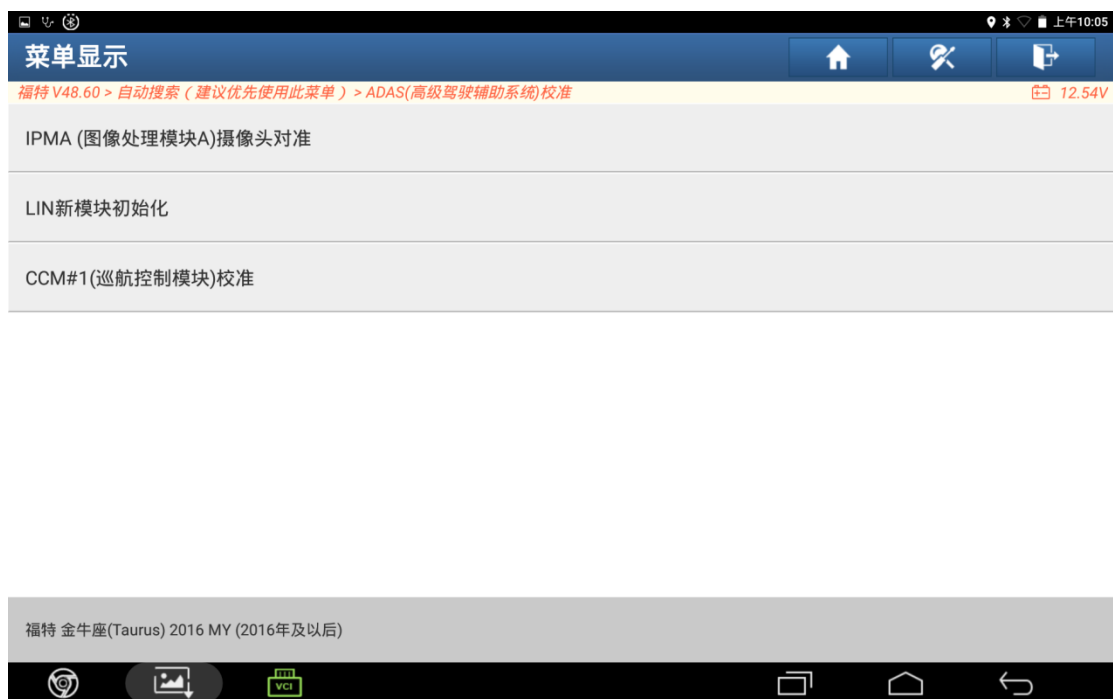 上午10:05
菜单显示
福特 V48.60 > 自动搜索（建议优先使用此菜单）> ADAS(高级驾驶辅助系统)校准
12.54V
IPMA (图像处理模块A)摄像头对准
LIN新模块初始化
CCM#1(巡航控制模块)校准
福特 金牛座(Taurus) 2016 MY (2016年及以后)
VCI